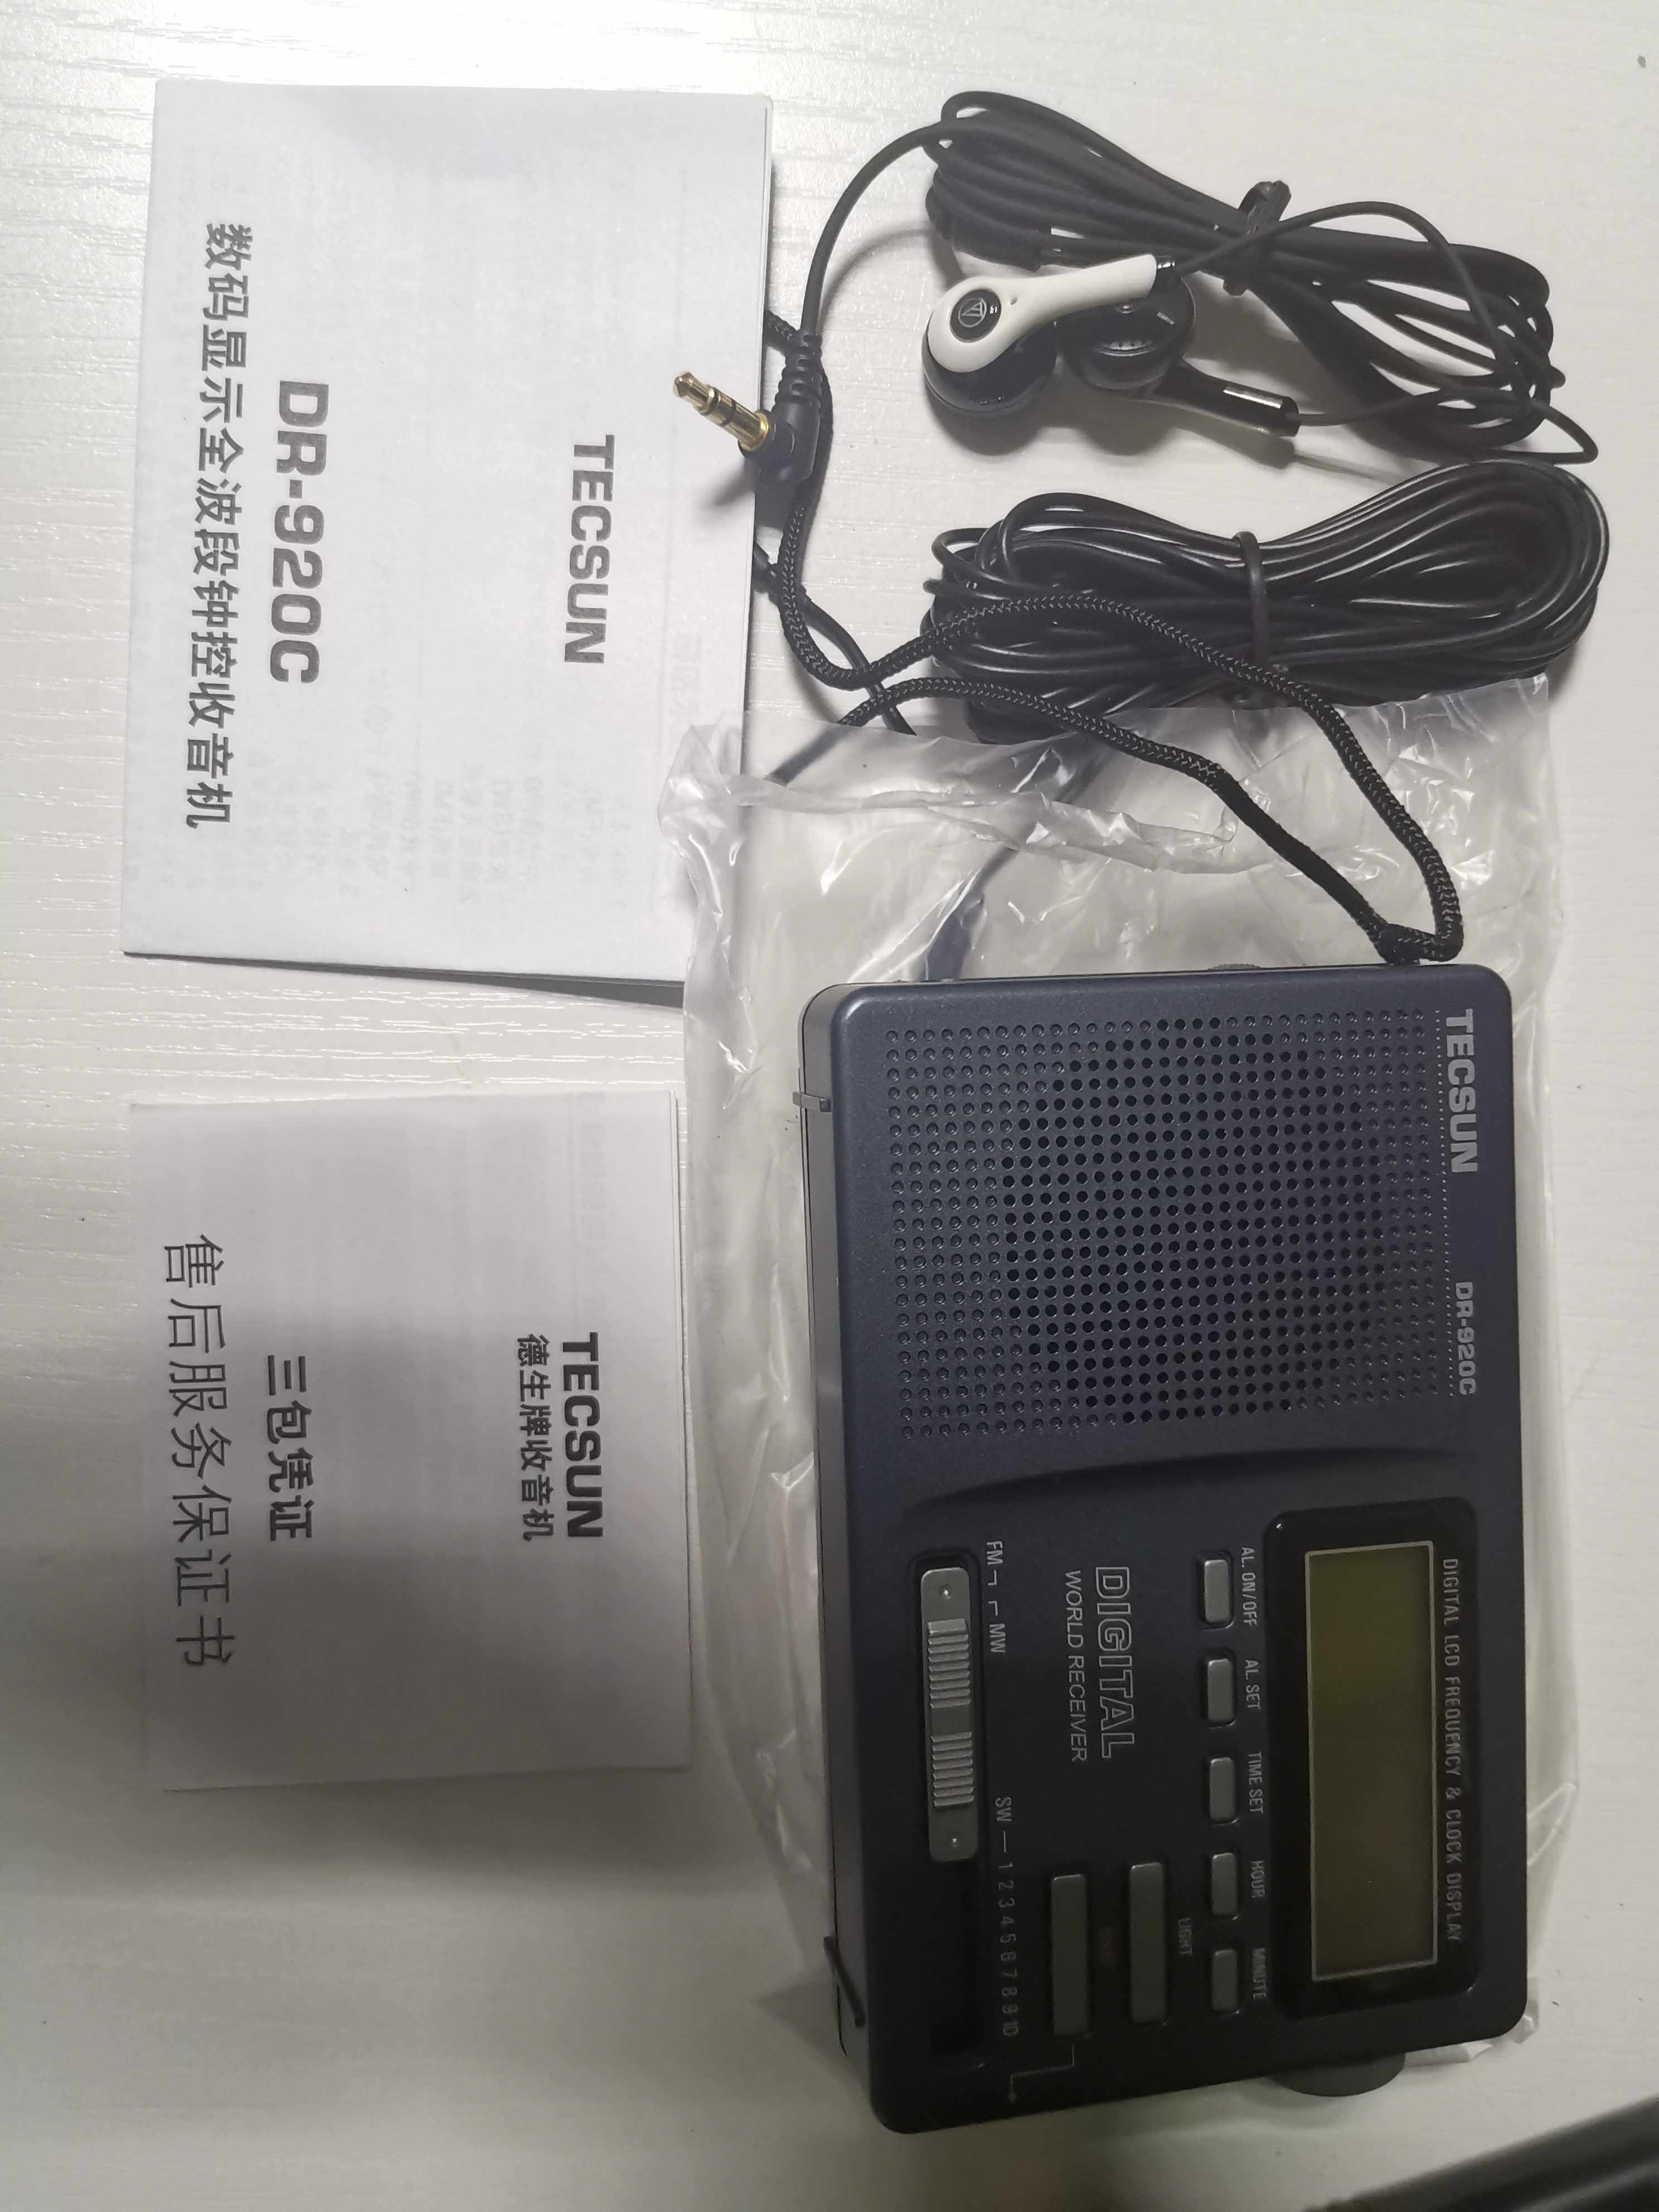 TECSUN
DR-920C
数码显示全波段钟控收音机
TECSUN
德生牌收音机
三包凭证
售后服务保证书
TECSUN
DR-920C
DIGITAL LCD FREQUENCY & CLOCK DISPLAY
AL. ON/OFF
AL. SET
TIME SET
HOUR
MINUTE
LIGHT
DIGITAL
WORLD RECEIVER
FM
MW
SW
1 2 3 4 5 6 7 8 9 10